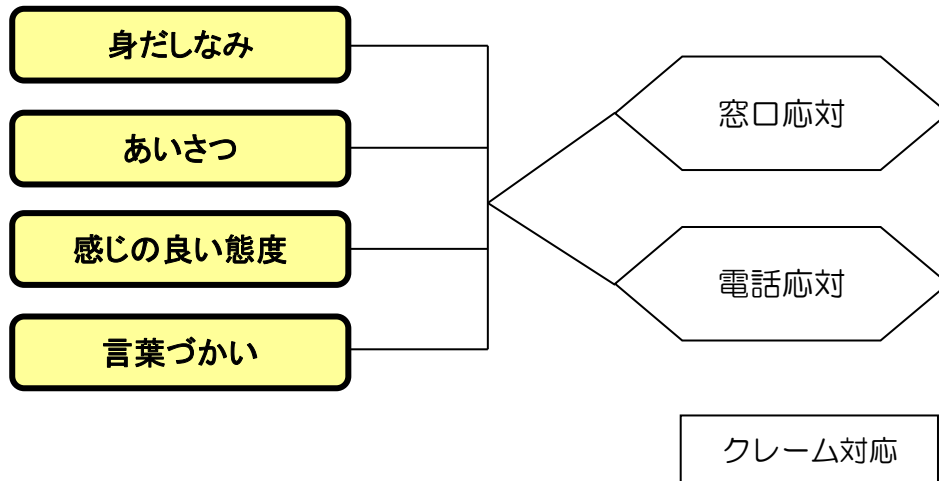 身だしなみ
あいさつ
感じの良い態度
言葉づかい
窓口応対
電話応対
クレーム対応